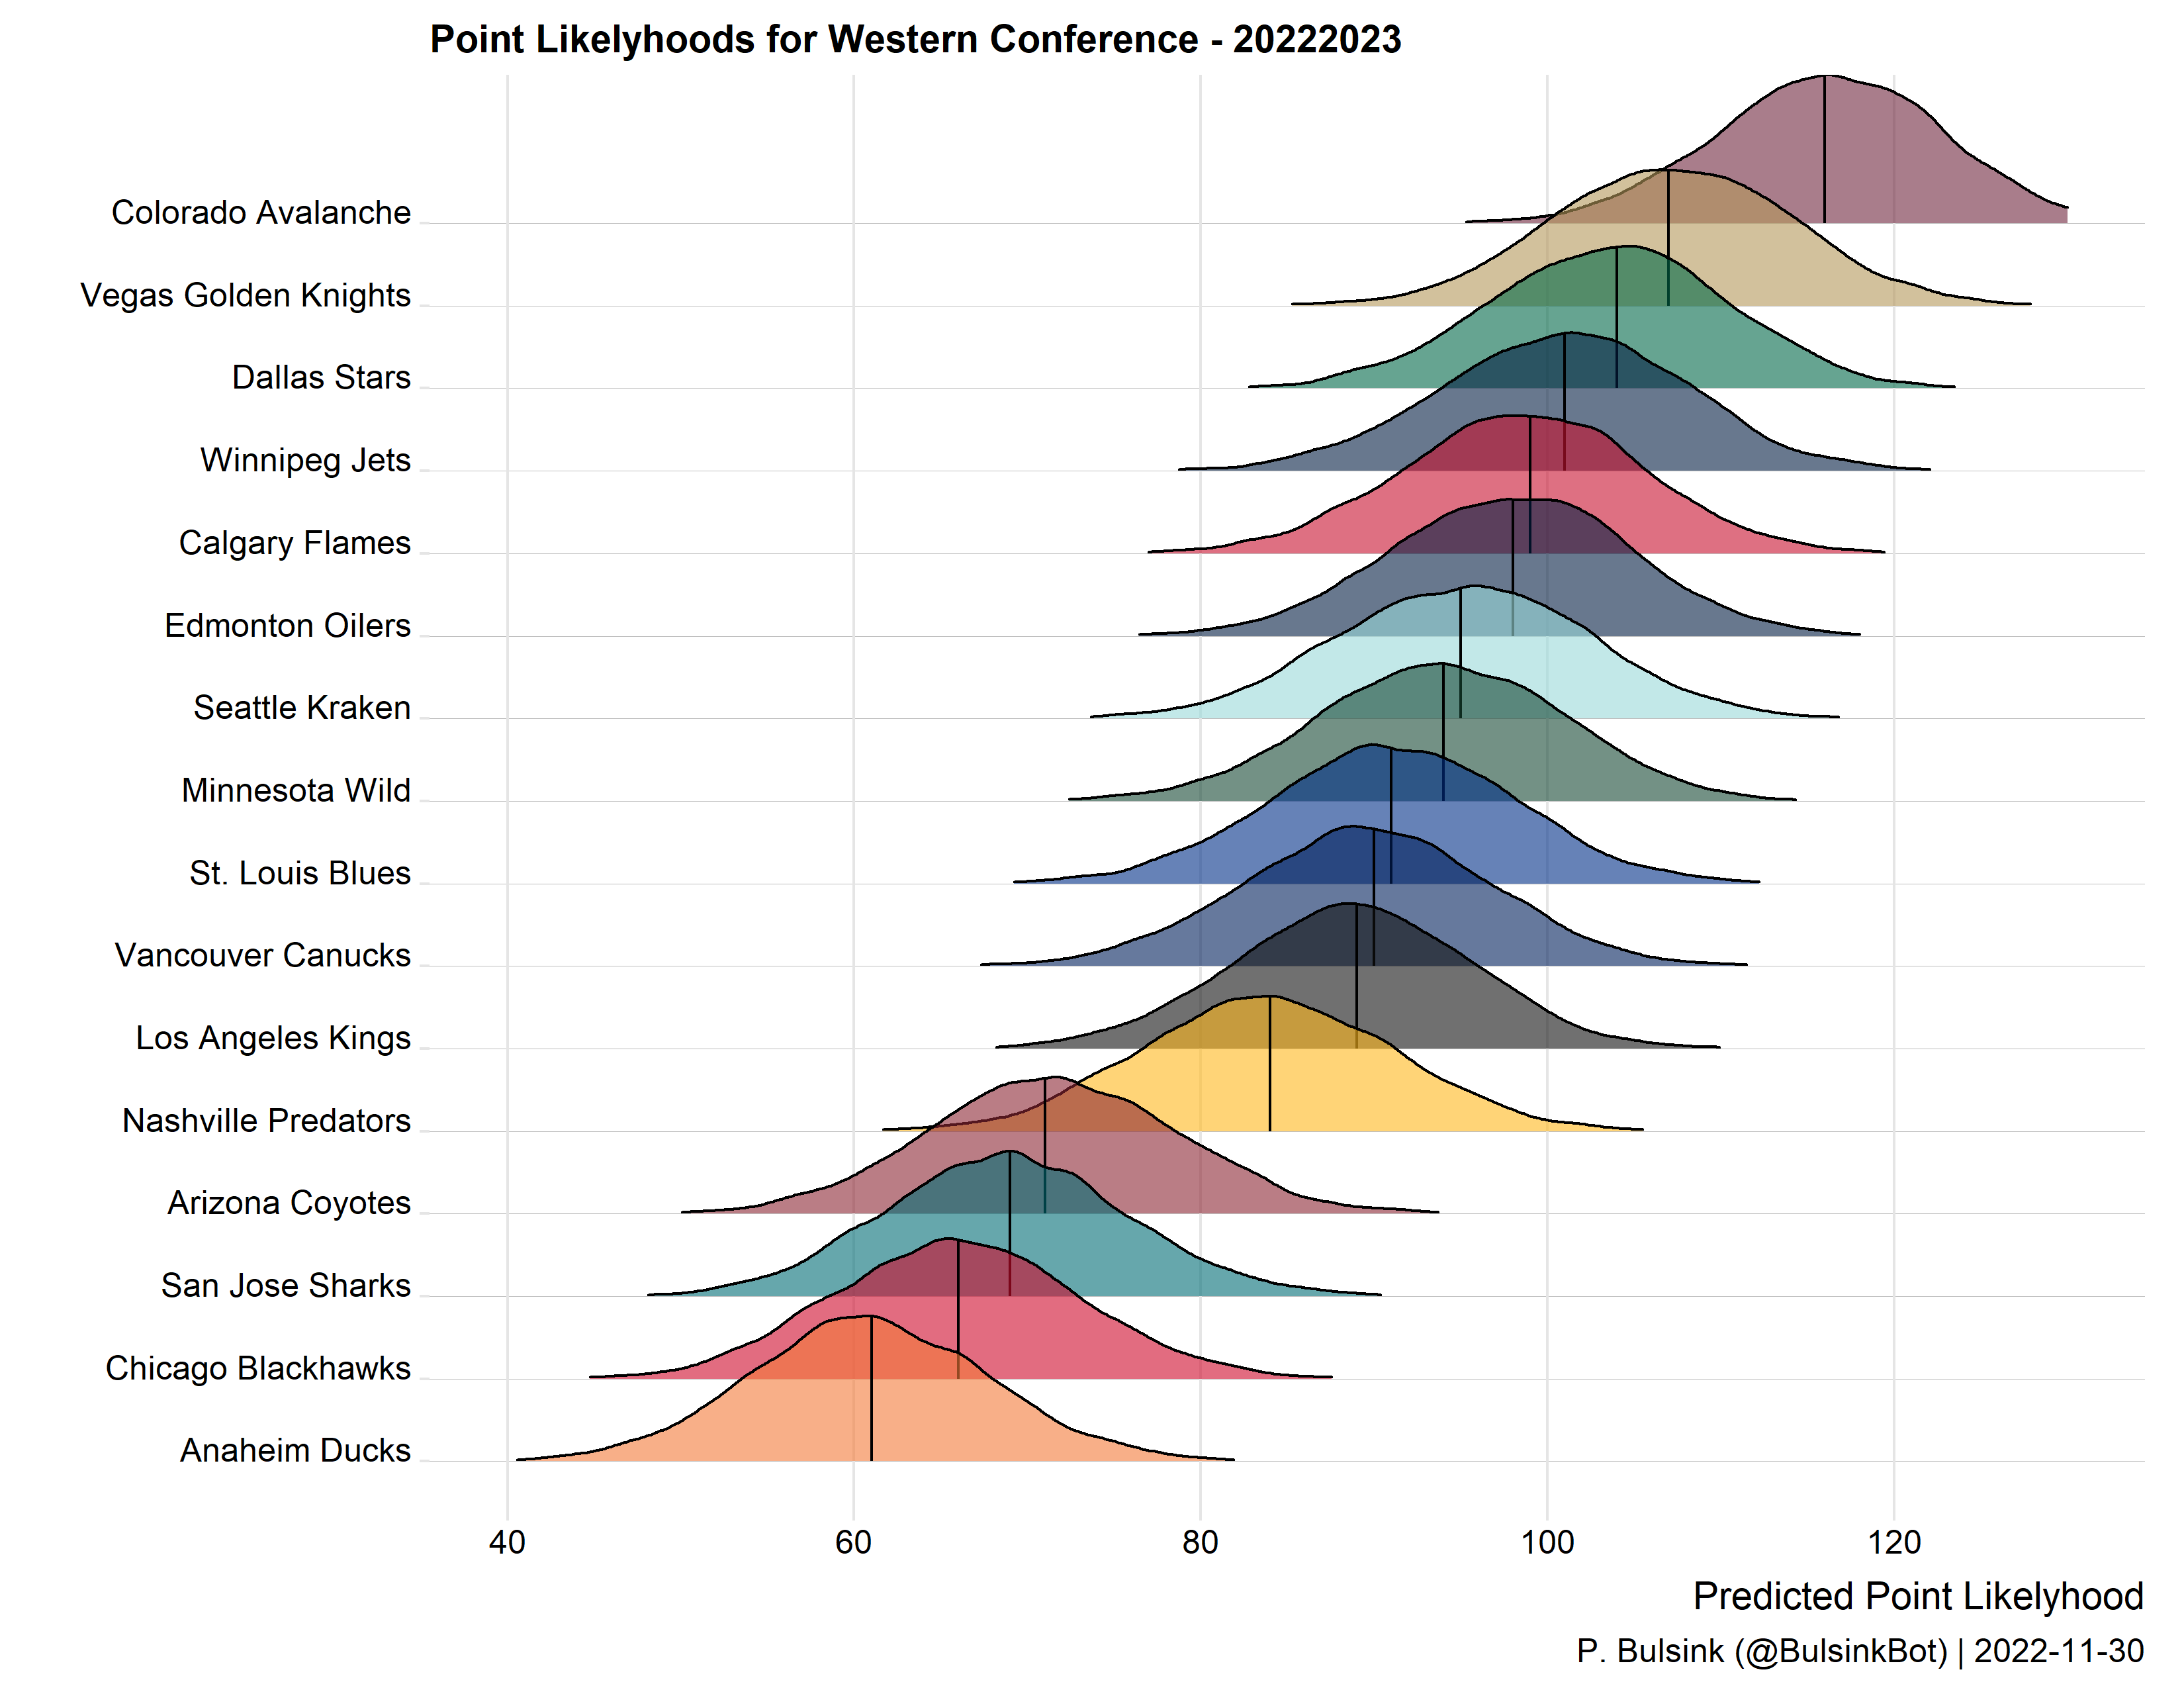 Point Likelyhoods for Western Conference - 20222023
Colorado Avalanche
Vegas Golden Knights
Dallas Stars
Winnipeg Jets
Calgary Flames
Edmonton Oilers
Seattle Kraken
Minnesota Wild
St. Louis Blues
Vancouver Canucks
Los Angeles Kings
Nashville Predators
Arizona Coyotes
San Jose Sharks
Chicago Blackhawks
Anaheim Ducks
40 60 80 100 120
Predicted Point Likelyhood
P. Bulsink (@BulsinkBot) | 2022-11-30